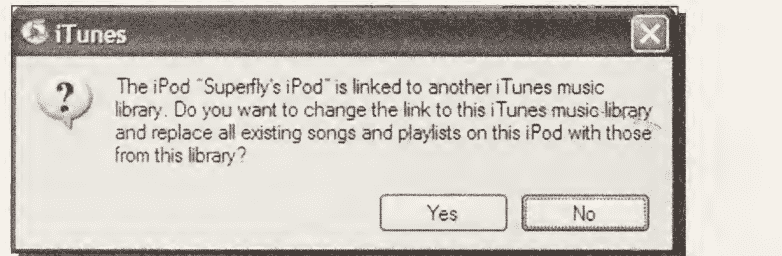 iTunes
The iPod "Superfly's iPod" is linked to another iTunes music
library. Do you want to change the link to this iTunes music library
and replace all existing songs and playlists on this iPod with those
from this library?
Yes
No